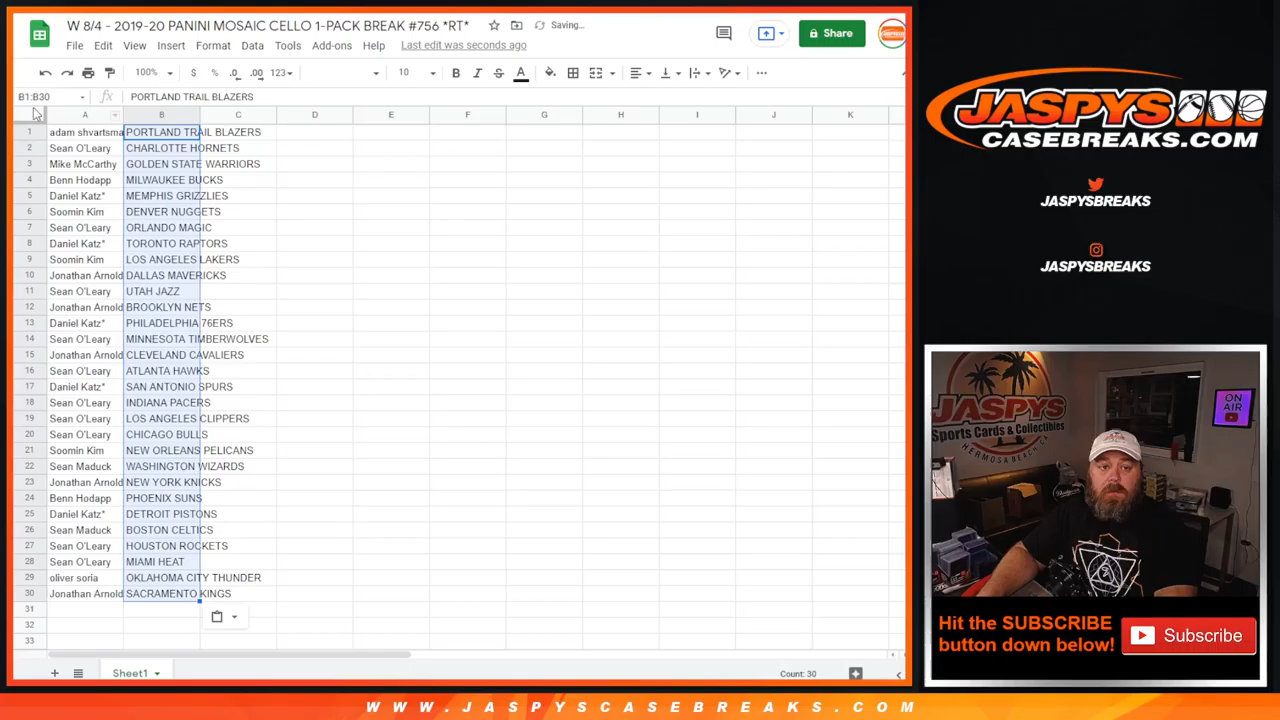 W 8/4 - 2019-20 PANINI MOSAIC CELLO 1-PACK BREAK #756 *RT*
Saving...
File Edit View Insert Format Data Tools Add-ons Help Last edit was seconds ago
Share
100% $ % .0 .00 123 10 B I S A
B1:B30 fx PORTLAND TRAIL BLAZERS
A B C D E F G H I J K
1 adam shvartsma PORTLAND TRAIL BLAZERS
2 Sean O'Leary CHARLOTTE HORNETS
3 Mike McCarthy GOLDEN STATE WARRIORS
4 Benn Hodapp MILWAUKEE BUCKS
5 Daniel Katz* MEMPHIS GRIZZLIES
6 Soomin Kim DENVER NUGGETS
7 Sean O'Leary ORLANDO MAGIC
8 Daniel Katz* TORONTO RAPTORS
9 Soomin Kim LOS ANGELES LAKERS
10 Jonathan Arnold DALLAS MAVERICKS
11 Sean O'Leary UTAH JAZZ
12 Jonathan Arnold BROOKLYN NETS
13 Daniel Katz* PHILADELPHIA 76ERS
14 Sean O'Leary MINNESOTA TIMBERWOLVES
15 Jonathan Arnold CLEVELAND CAVALIERS
16 Sean O'Leary ATLANTA HAWKS
17 Daniel Katz* SAN ANTONIO SPURS
18 Sean O'Leary INDIANA PACERS
19 Sean O'Leary LOS ANGELES CLIPPERS
20 Sean O'Leary CHICAGO BULLS
21 Soomin Kim NEW ORLEANS PELICANS
22 Sean Maduck WASHINGTON WIZARDS
23 Jonathan Arnold NEW YORK KNICKS
24 Benn Hodapp PHOENIX SUNS
25 Daniel Katz* DETROIT PISTONS
26 Sean Maduck BOSTON CELTICS
27 Sean O'Leary HOUSTON ROCKETS
28 Sean O'Leary MIAMI HEAT
29 oliver soria OKLAHOMA CITY THUNDER
30 Jonathan Arnold SACRAMENTO KINGS
31
32
33
Sheet1
Count: 30
JASPYS
CASEBREAKS.COM
JASPYSBREAKS
JASPYSBREAKS
JASPYS
Sports Cards & Collectibles
HERMOSA BEACH CA
ON
AIR
Hit the SUBSCRIBE
button down below!
Subscribe
WWW.JASPYSCASEBREAKS.COM